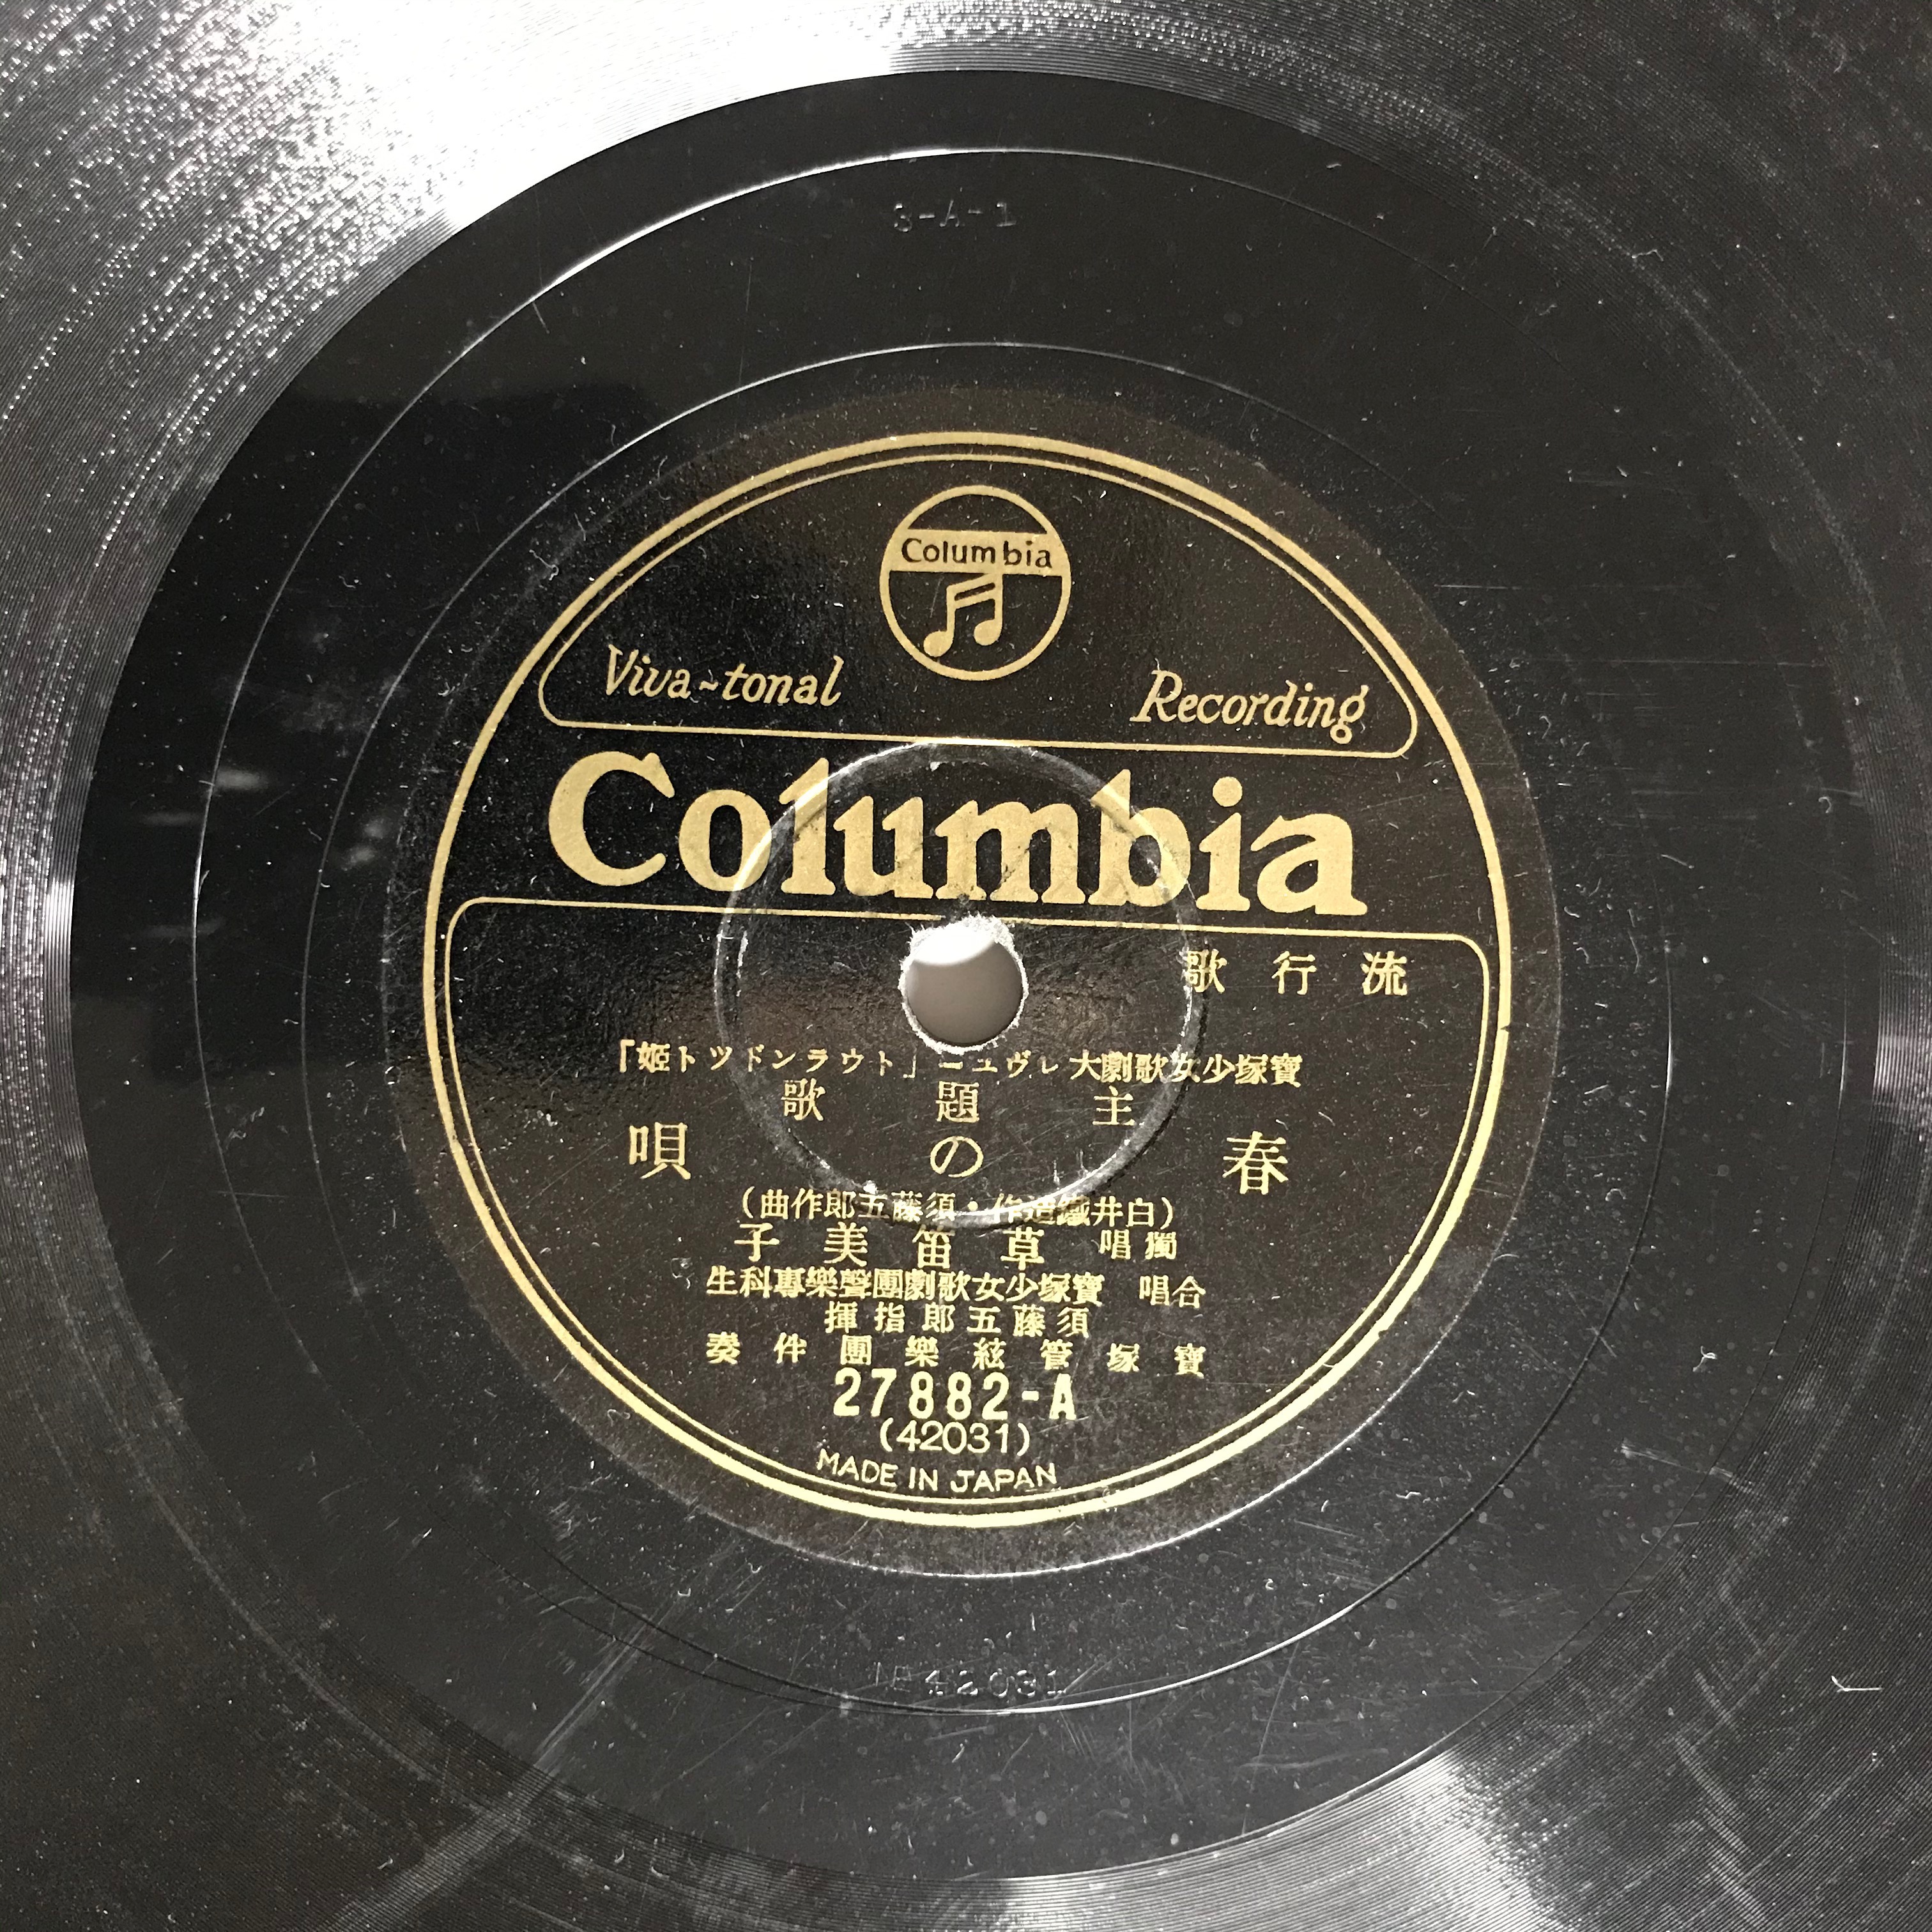 3-A-1
Columbia
Viva~tonal Recording
Columbia
流行歌
寶塚少女歌劇大レヴユー「トウランドツト姫」
主題歌
春の唄
(白井鐵造作・須藤五郎作曲)
獨唱 草笛美子
合唱 寶塚少女歌劇團聲樂專科生
須藤五郎指揮
寶塚管絃樂團伴奏
27882-A
(42031)
MADE IN JAPAN
42031